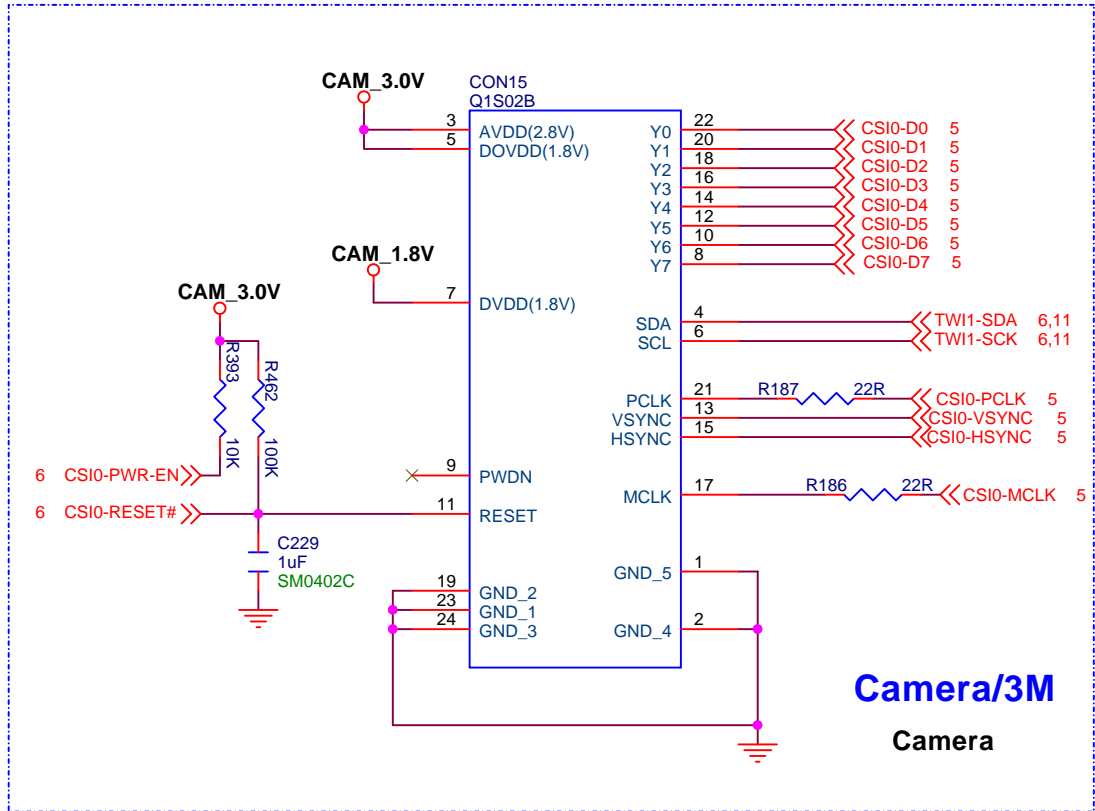 CAM_3.0V
CON15
Q1S02B
3 AVDD(2.8V)
5 DOVDD(1.8V)
CAM_1.8V
7 DVDD(1.8V)
CAM_3.0V
R393
10K
R462
100K
6 CSI0-PWR-EN
9 PWDN
6 CSI0-RESET#
11 RESET
C229
1uF
SM0402C
19 GND_2
23 GND_1
24 GND_3
Y0 22 CSI0-D0 5
Y1 20 CSI0-D1 5
Y2 18 CSI0-D2 5
Y3 16 CSI0-D3 5
Y4 14 CSI0-D4 5
Y5 12 CSI0-D5 5
Y6 10 CSI0-D6 5
Y7 8 CSI0-D7 5
SDA 4 TWI1-SDA 6,11
SCL 6 TWI1-SCK 6,11
PCLK 21 R187 22R CSI0-PCLK 5
VSYNC 13 CSI0-VSYNC 5
HSYNC 15 CSI0-HSYNC 5
MCLK 17 R186 22R CSI0-MCLK 5
GND_5 1
GND_4 2
Camera/3M
Camera